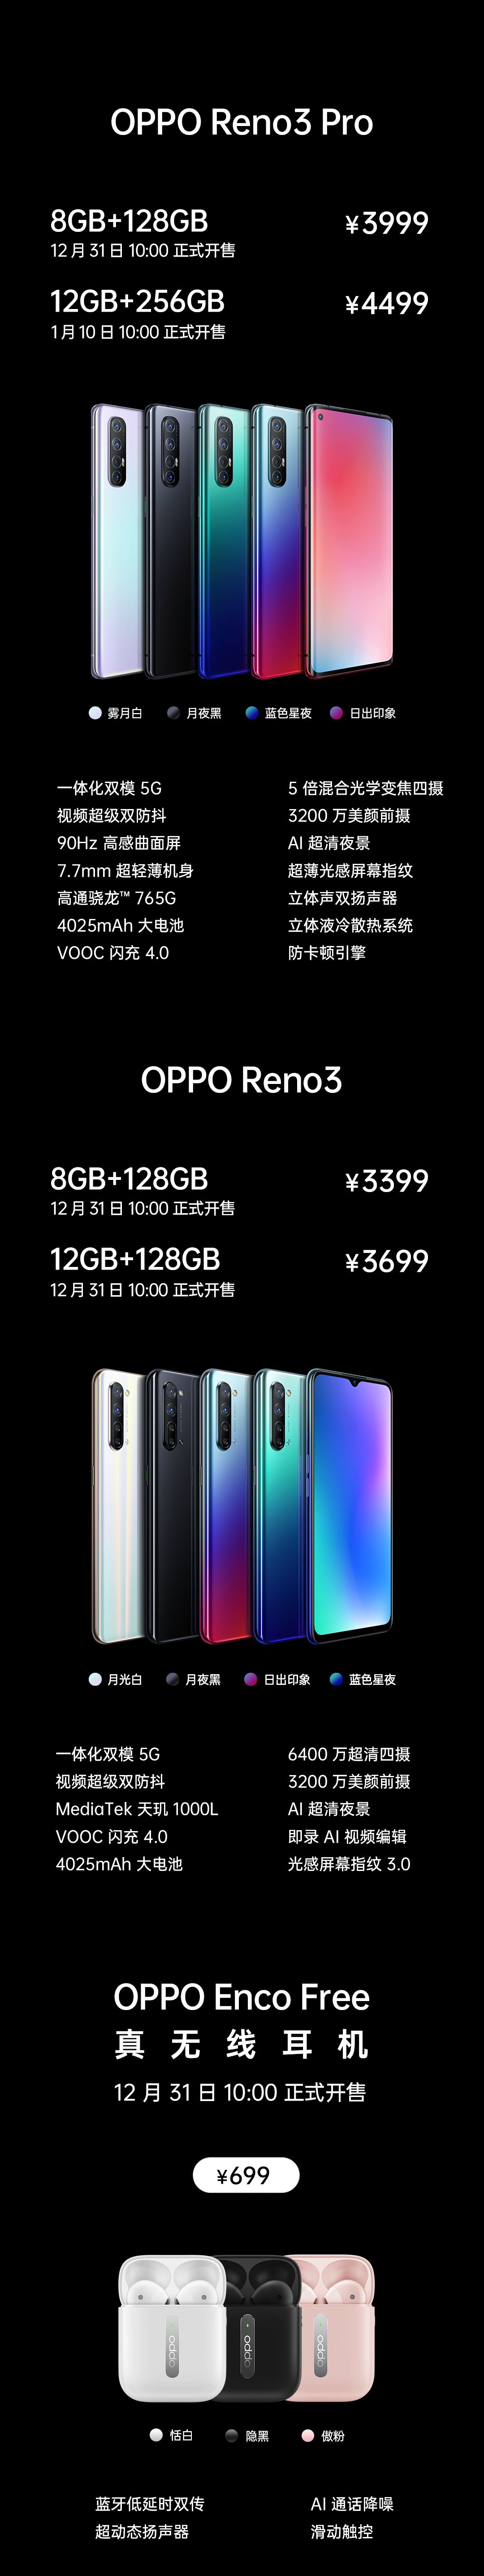 OPPO Reno3 Pro
8GB+128GB ¥3999
12 月 31 日 10:00 正式开售
12GB+256GB ¥4499
1 月 10 日 10:00 正式开售
雾月白 月夜黑 蓝色星夜 日出印象
一体化双模 5G 5 倍混合光学变焦四摄
视频超级双防抖 3200 万美颜前摄
90Hz 高感曲面屏 AI 超清夜景
7.7mm 超轻薄机身 超薄光感屏幕指纹
高通骁龙™ 765G 立体声双扬声器
4025mAh 大电池 立体液冷散热系统
VOOC 闪充 4.0 防卡顿引擎
OPPO Reno3
8GB+128GB ¥3399
12 月 31 日 10:00 正式开售
12GB+128GB ¥3699
12 月 31 日 10:00 正式开售
月光白 月夜黑 日出印象 蓝色星夜
一体化双模 5G 6400 万超清四摄
视频超级双防抖 3200 万美颜前摄
MediaTek 天玑 1000L AI 超清夜景
VOOC 闪充 4.0 即录 AI 视频编辑
4025mAh 大电池 光感屏幕指纹 3.0
OPPO Enco Free
真无线耳机
12 月 31 日 10:00 正式开售
¥699
oppo oppo oppo
恬白 隐黑 傲粉
蓝牙低延时双传 AI 通话降噪
超动态扬声器 滑动触控